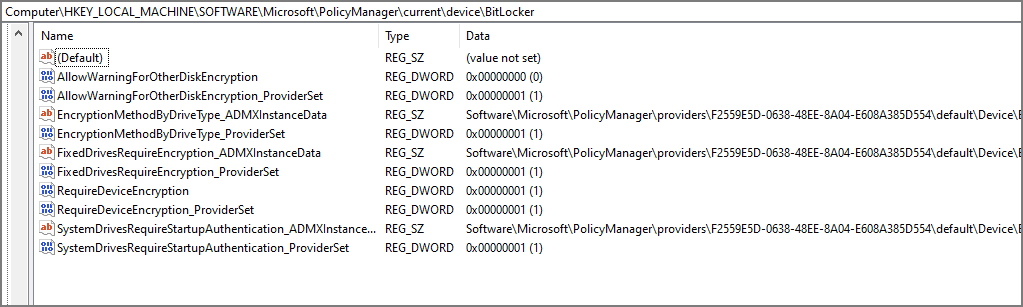 Computer\HKEY_LOCAL_MACHINE\SOFTWARE\Microsoft\PolicyManager\current\device\BitLocker
Name Type Data
(Default) REG_SZ (value not set)
AllowWarningForOtherDiskEncryption REG_DWORD 0x00000000 (0)
AllowWarningForOtherDiskEncryption_ProviderSet REG_DWORD 0x00000001 (1)
EncryptionMethodByDriveType_ADMXInstanceData REG_SZ Software\Microsoft\PolicyManager\providers\F2559E5D-0638-48EE-8A04-E608A385D554\default\Device\B
EncryptionMethodByDriveType_ProviderSet REG_DWORD 0x00000001 (1)
FixedDrivesRequireEncryption_ADMXInstanceData REG_SZ Software\Microsoft\PolicyManager\providers\F2559E5D-0638-48EE-8A04-E608A385D554\default\Device\B
FixedDrivesRequireEncryption_ProviderSet REG_DWORD 0x00000001 (1)
RequireDeviceEncryption REG_DWORD 0x00000001 (1)
RequireDeviceEncryption_ProviderSet REG_DWORD 0x00000001 (1)
SystemDrivesRequireStartupAuthentication_ADMXInstance... REG_SZ Software\Microsoft\PolicyManager\providers\F2559E5D-0638-48EE-8A04-E608A385D554\default\Device\B
SystemDrivesRequireStartupAuthentication_ProviderSet REG_DWORD 0x00000001 (1)